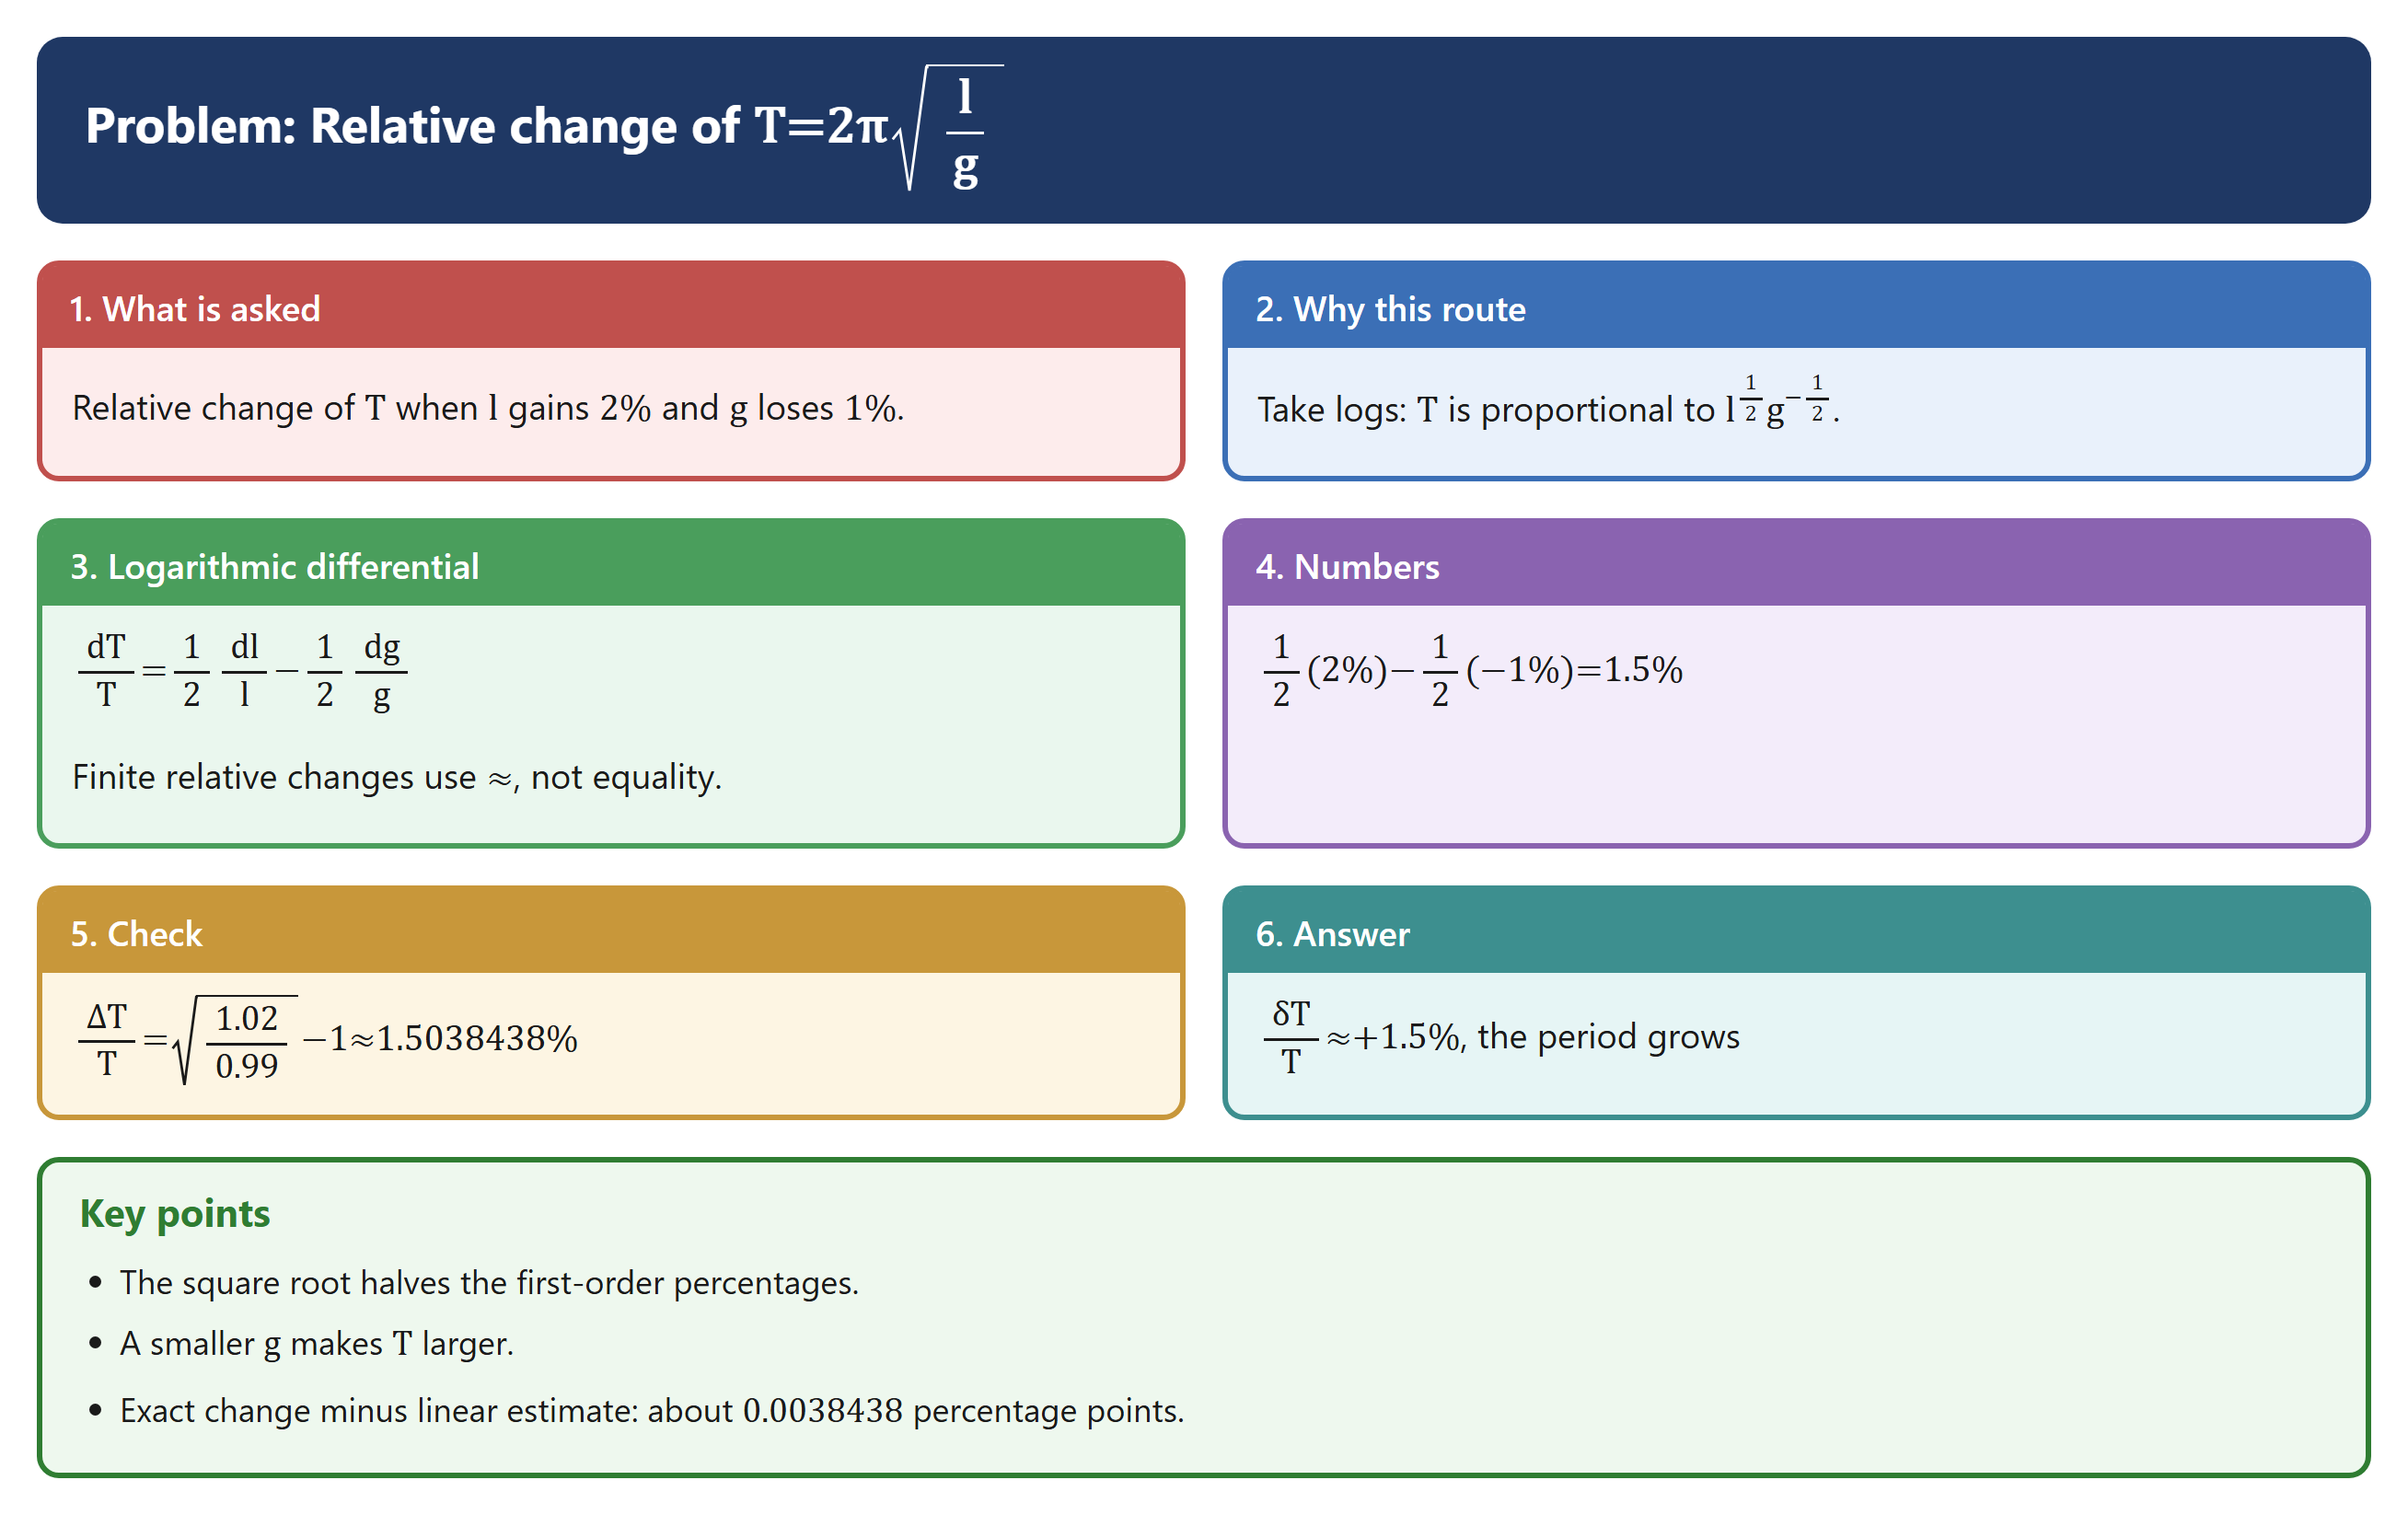 Problem: Relative change of T=2π√(l/g)
1. What is asked
Relative change of T when l gains 2% and g loses 1%.
2. Why this route
Take logs: T is proportional to l^(1/2) g^(−1/2).
3. Logarithmic differential
dT/T = 1/2 dl/l − 1/2 dg/g
Finite relative changes use ≈, not equality.
4. Numbers
1/2 (2%)− 1/2 (−1%)=1.5%
5. Check
ΔT/T = √(1.02/0.99) −1≈1.5038438%
6. Answer
δT/T ≈+1.5%, the period grows
Key points
• The square root halves the first-order percentages.
• A smaller g makes T larger.
• Exact change minus linear estimate: about 0.0038438 percentage points.